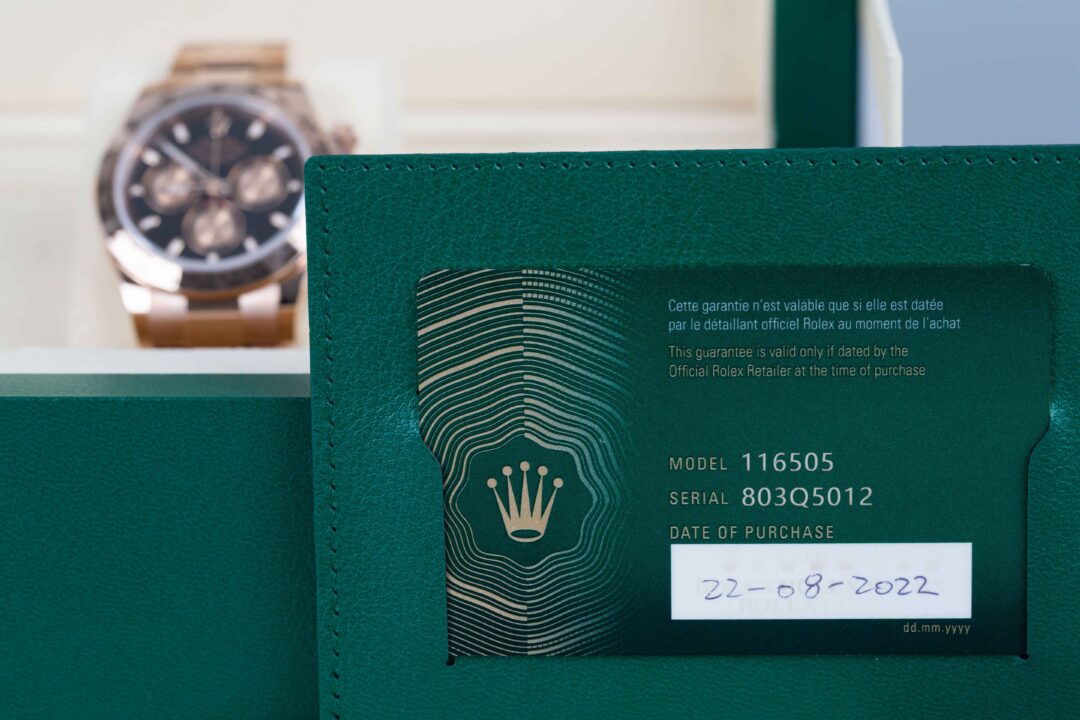 Cette garantie n'est valable que si elle est datée
par le détaillant officiel Rolex au moment de l'achat
This guarantee is valid only if dated by the
Official Rolex Retailer at the time of purchase
MODEL 116505
SERIAL 803Q5012
DATE OF PURCHASE
22-08-2022
dd.mm.yyyy